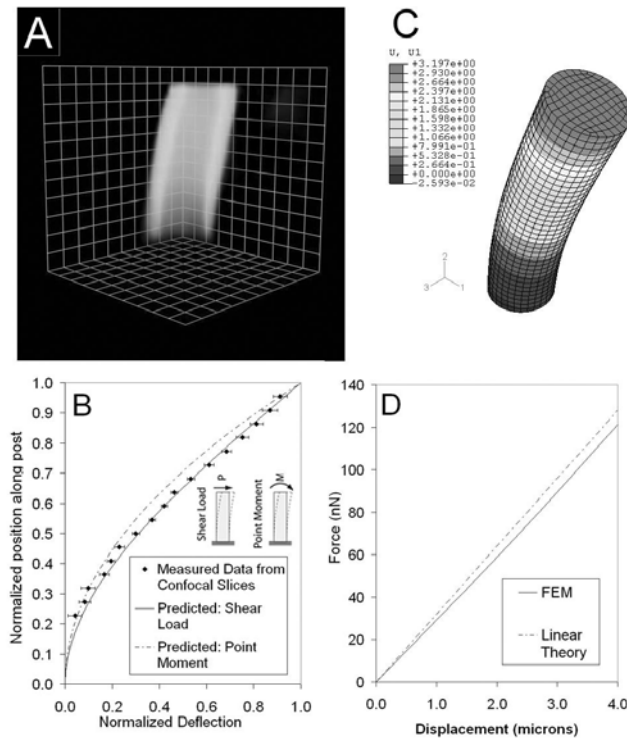 A
C
U, U1
+3.197e+00
+2.930e+00
+2.664e+00
+2.397e+00
+2.131e+00
+1.865e+00
+1.598e+00
+1.332e+00
+1.066e+00
+7.991e-01
+5.328e-01
+2.664e-01
+0.000e+00
-2.593e-02
2
3
1
B
Normalized position along post
1.0
0.9
0.8
0.7
0.6
0.5
0.4
0.3
0.2
0.1
0.0
Shear Load
P
Point Moment
M
Measured Data from
Confocal Slices
Predicted: Shear
Load
Predicted: Point
Moment
0.0
0.2
0.4
0.6
0.8
1.0
Normalized Deflection
D
Force (nN)
140
120
100
80
60
40
20
0
FEM
Linear
Theory
0.0
1.0
2.0
3.0
4.0
Displacement (microns)